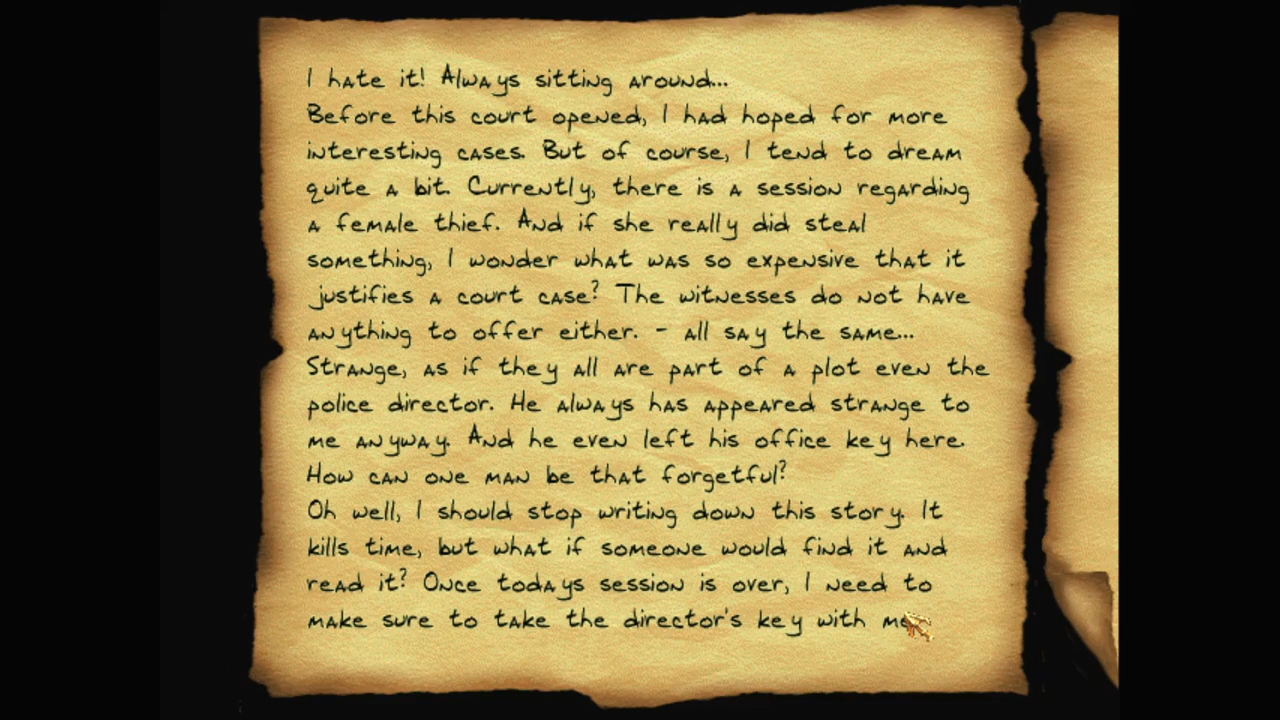 I hate it! Always sitting around...
Before this court opened, I had hoped for more
interesting cases. But of course, I tend to dream
quite a bit. Currently, there is a session regarding
a female thief. And if she really did steal
something, I wonder what was so expensive that it
justifies a court case? The witnesses do not have
anything to offer either. - all say the same...
Strange, as if they all are part of a plot even the
police director. He always has appeared strange to
me anyway. And he even left his office key here.
How can one man be that forgetful?
Oh well, I should stop writing down this story. It
kills time, but what if someone would find it and
read it? Once todays session is over, I need to
make sure to take the director's key with me